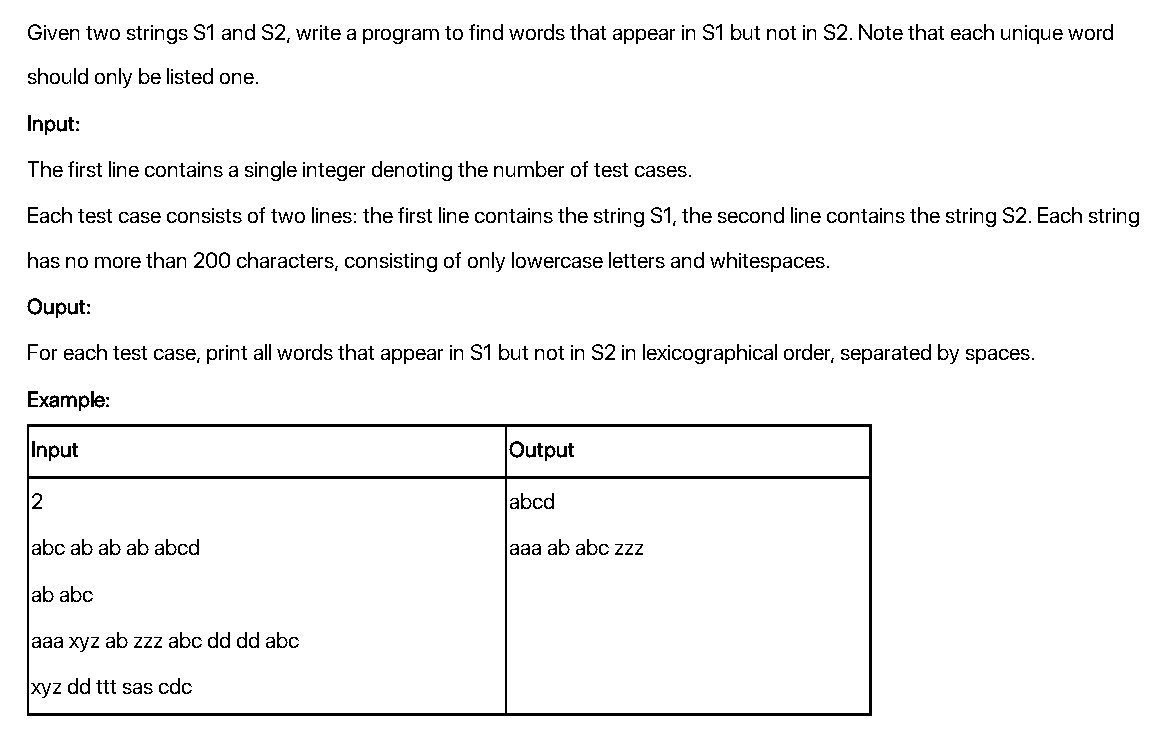 Given two strings S1 and S2, write a program to find words that appear in S1 but not in S2. Note that each unique word
should only be listed one.
Input:
The first line contains a single integer denoting the number of test cases.
Each test case consists of two lines: the first line contains the string S1, the second line contains the string S2. Each string
has no more than 200 characters, consisting of only lowercase letters and whitespaces.
Ouput:
For each test case, print all words that appear in S1 but not in S2 in lexicographical order, separated by spaces.
Example:
Input Output
2 abcd
abc ab ab ab abcd aaa ab abc zzz
ab abc
aaa xyz ab zzz abc dd dd abc
xyz dd ttt sas cdc